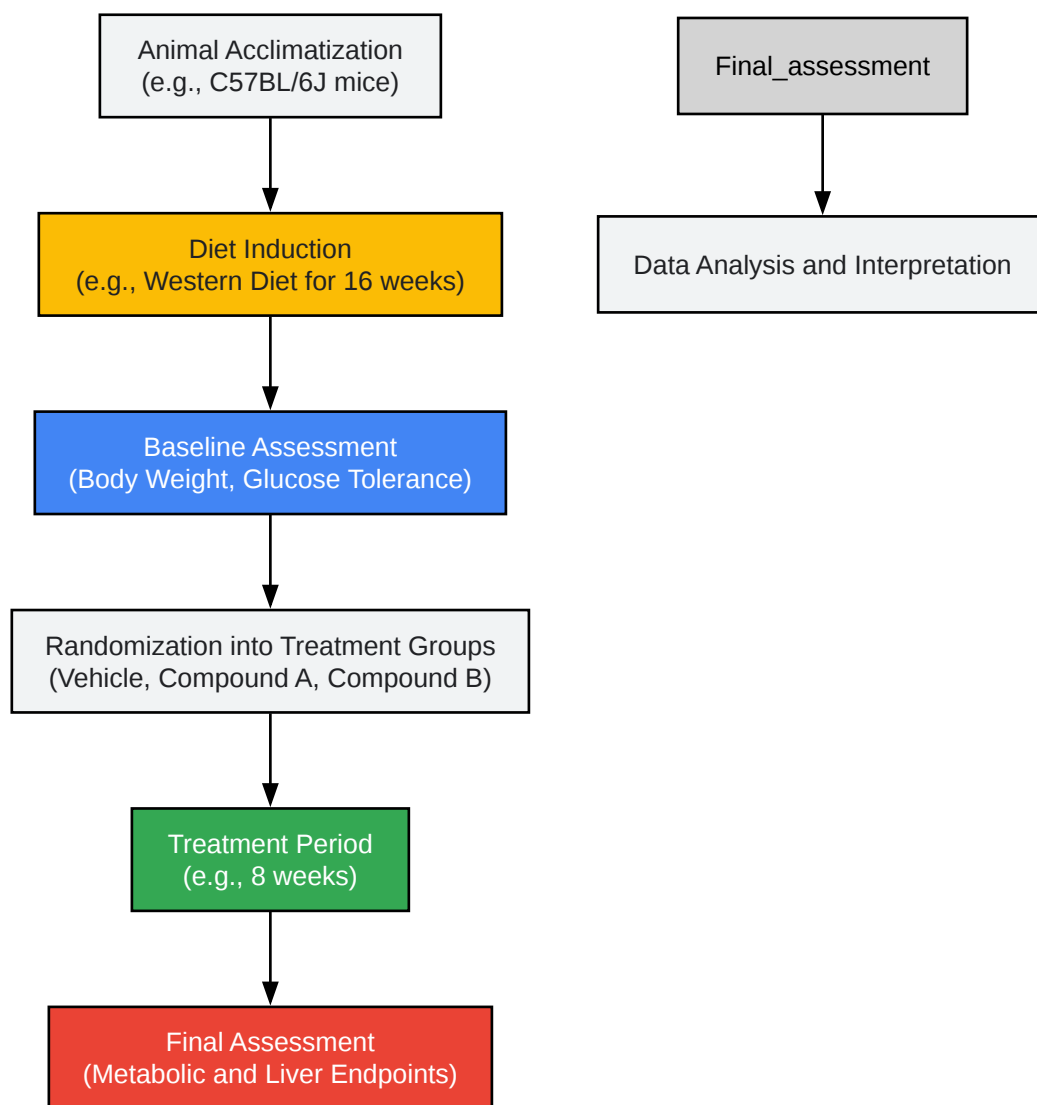 Animal Acclimatization
(e.g., C57BL/6J mice)
Diet Induction
(e.g., Western Diet for 16 weeks)
Baseline Assessment
(Body Weight, Glucose Tolerance)
Randomization into Treatment Groups
(Vehicle, Compound A, Compound B)
Treatment Period
(e.g., 8 weeks)
Final Assessment
(Metabolic and Liver Endpoints)
Final_assessment
Data Analysis and Interpretation